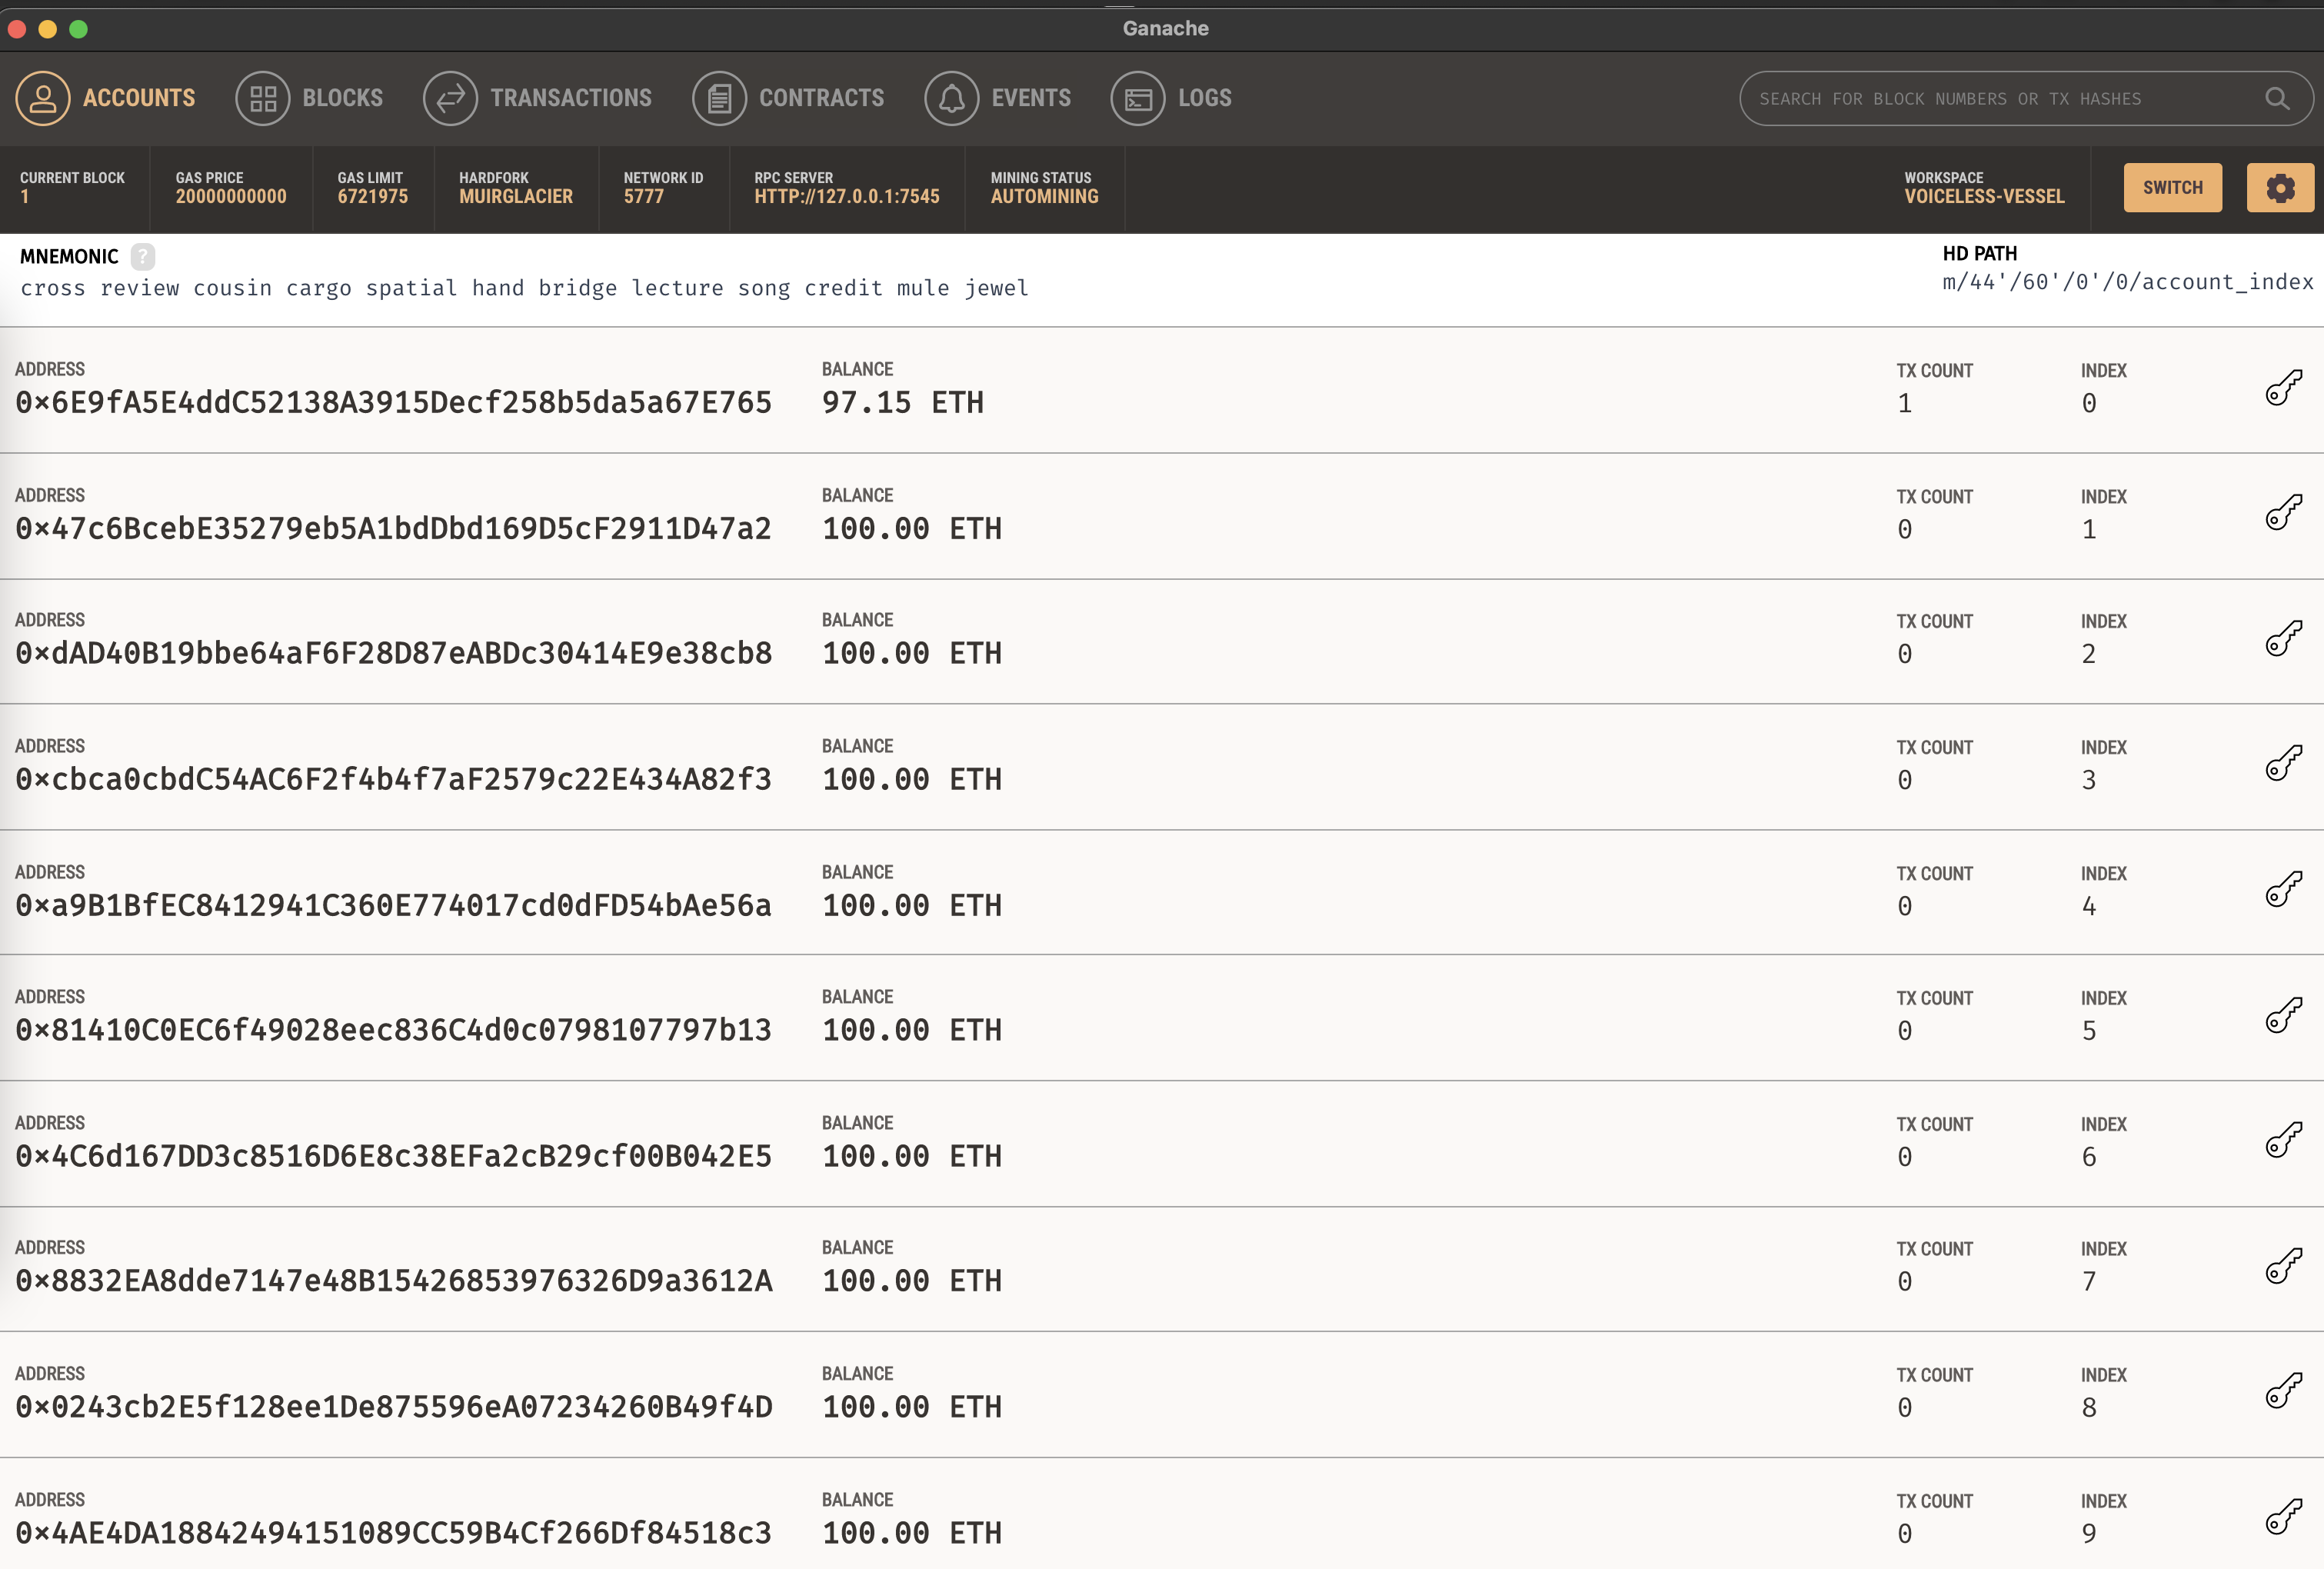 Ganache
ACCOUNTS BLOCKS TRANSACTIONS CONTRACTS EVENTS LOGS SEARCH FOR BLOCK NUMBERS OR TX HASHES
CURRENT BLOCK GAS PRICE GAS LIMIT HARDFORK NETWORK ID RPC SERVER MINING STATUS WORKSPACE
1 20000000000 6721975 MUIRGLACIER 5777 HTTP://127.0.0.1:7545 AUTOMINING VOICELESS-VESSEL SWITCH
MNEMONIC ? HD PATH
cross review cousin cargo spatial hand bridge lecture song credit mule jewel m/44'/60'/0'/0/account_index
ADDRESS BALANCE TX COUNT INDEX
0×6E9fA5E4ddC52138A3915Decf258b5da5a67E765 97.15 ETH 1 0
ADDRESS BALANCE TX COUNT INDEX
0×47c6BcebE35279eb5A1bdDbd169D5cF2911D47a2 100.00 ETH 0 1
ADDRESS BALANCE TX COUNT INDEX
0×dAD40B19bbe64aF6F28D87eABDc30414E9e38cb8 100.00 ETH 0 2
ADDRESS BALANCE TX COUNT INDEX
0×cbca0cbdC54AC6F2f4b4f7aF2579c22E434A82f3 100.00 ETH 0 3
ADDRESS BALANCE TX COUNT INDEX
0×a9B1BfEC8412941C360E774017cd0dFD54bAe56a 100.00 ETH 0 4
ADDRESS BALANCE TX COUNT INDEX
0×81410C0EC6f49028eec836C4d0c0798107797b13 100.00 ETH 0 5
ADDRESS BALANCE TX COUNT INDEX
0×4C6d167DD3c8516D6E8c38EFa2cB29cf00B042E5 100.00 ETH 0 6
ADDRESS BALANCE TX COUNT INDEX
0×8832EA8dde7147e48B15426853976326D9a3612A 100.00 ETH 0 7
ADDRESS BALANCE TX COUNT INDEX
0×0243cb2E5f128ee1De875596eA07234260B49f4D 100.00 ETH 0 8
ADDRESS BALANCE TX COUNT INDEX
0×4AE4DA18842494151089CC59B4Cf266Df84518c3 100.00 ETH 0 9